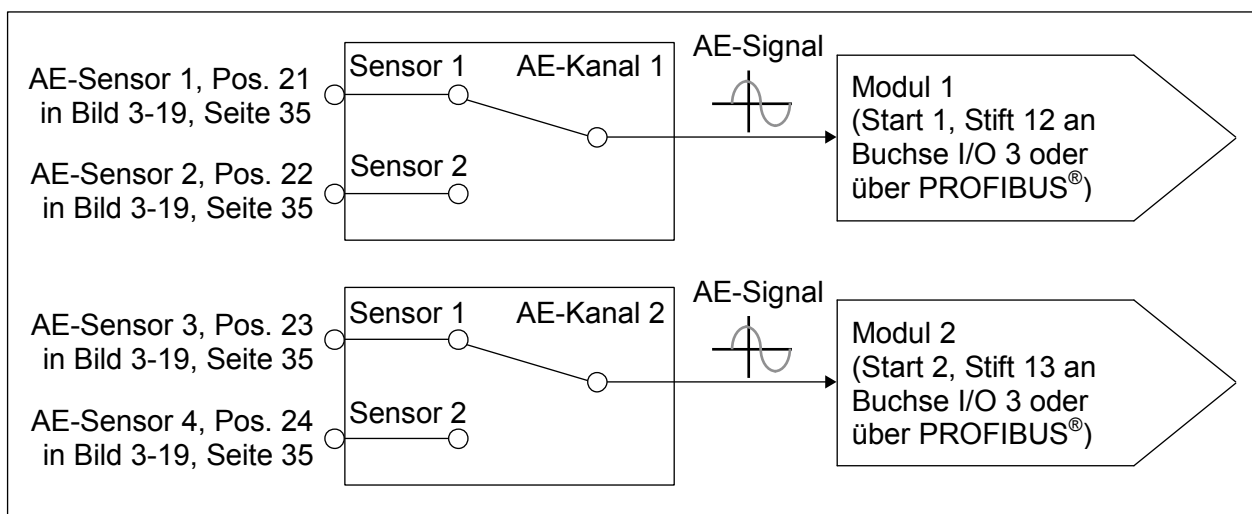 AE-Sensor 1, Pos. 21
in Bild 3-19, Seite 35
AE-Sensor 2, Pos. 22
in Bild 3-19, Seite 35
Sensor 1
AE-Kanal 1
Sensor 2
AE-Signal
Modul 1
(Start 1, Stift 12 an
Buchse I/O 3 oder
über PROFIBUS®)
AE-Sensor 3, Pos. 23
in Bild 3-19, Seite 35
AE-Sensor 4, Pos. 24
in Bild 3-19, Seite 35
Sensor 1
AE-Kanal 2
Sensor 2
AE-Signal
Modul 2
(Start 2, Stift 13 an
Buchse I/O 3 oder
über PROFIBUS®)